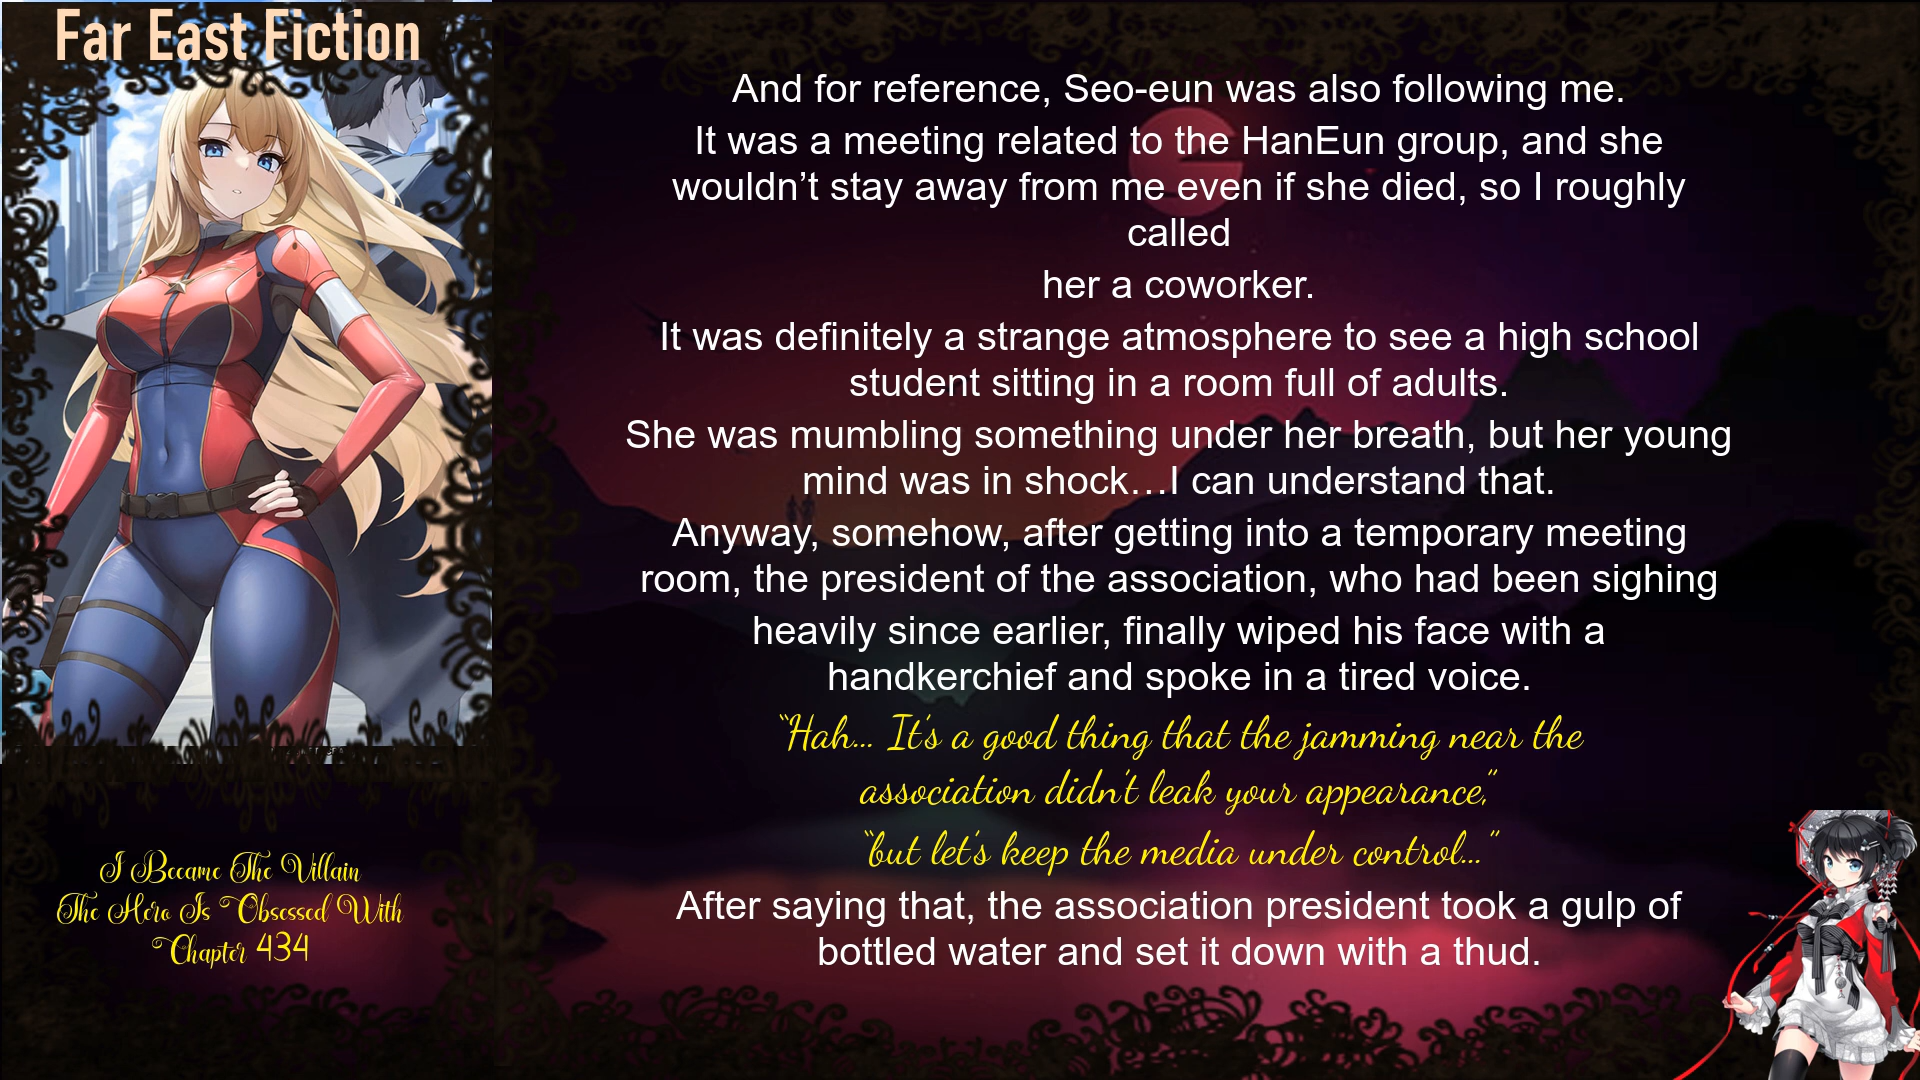 Far East Fiction
And for reference, Seo-eun was also following me.
It was a meeting related to the HanEun group, and she
wouldn’t stay away from me even if she died, so I roughly
called
her a coworker.
It was definitely a strange atmosphere to see a high school
student sitting in a room full of adults.
She was mumbling something under her breath, but her young
mind was in shock…I can understand that.
Anyway, somehow, after getting into a temporary meeting
room, the president of the association, who had been sighing
heavily since earlier, finally wiped his face with a
handkerchief and spoke in a tired voice.
“Hah… It’s a good thing that the jamming near the
association didn’t leak your appearance,”
“but let’s keep the media under control…”
After saying that, the association president took a gulp of
bottled water and set it down with a thud.
I Became The Villain
The Hero Is Obsessed With
Chapter 434